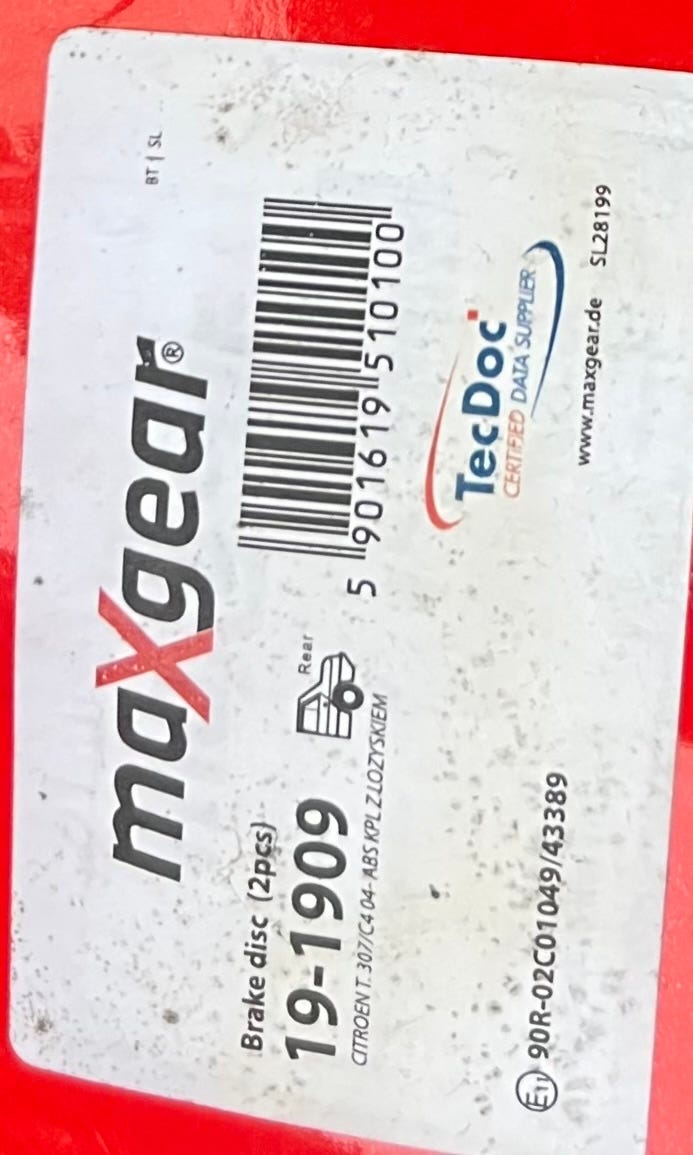 BT | SL
maxgear®
Brake disc (2pcs)
19-1909
Rear
CITROEN T. 307/C4 04- ABS KPL Z LOZYSKIEM
5 901619 510100
TecDoc
CERTIFIED DATA SUPPLIER
E11 90R-02C01049/43389
www.maxgear.de SL28199